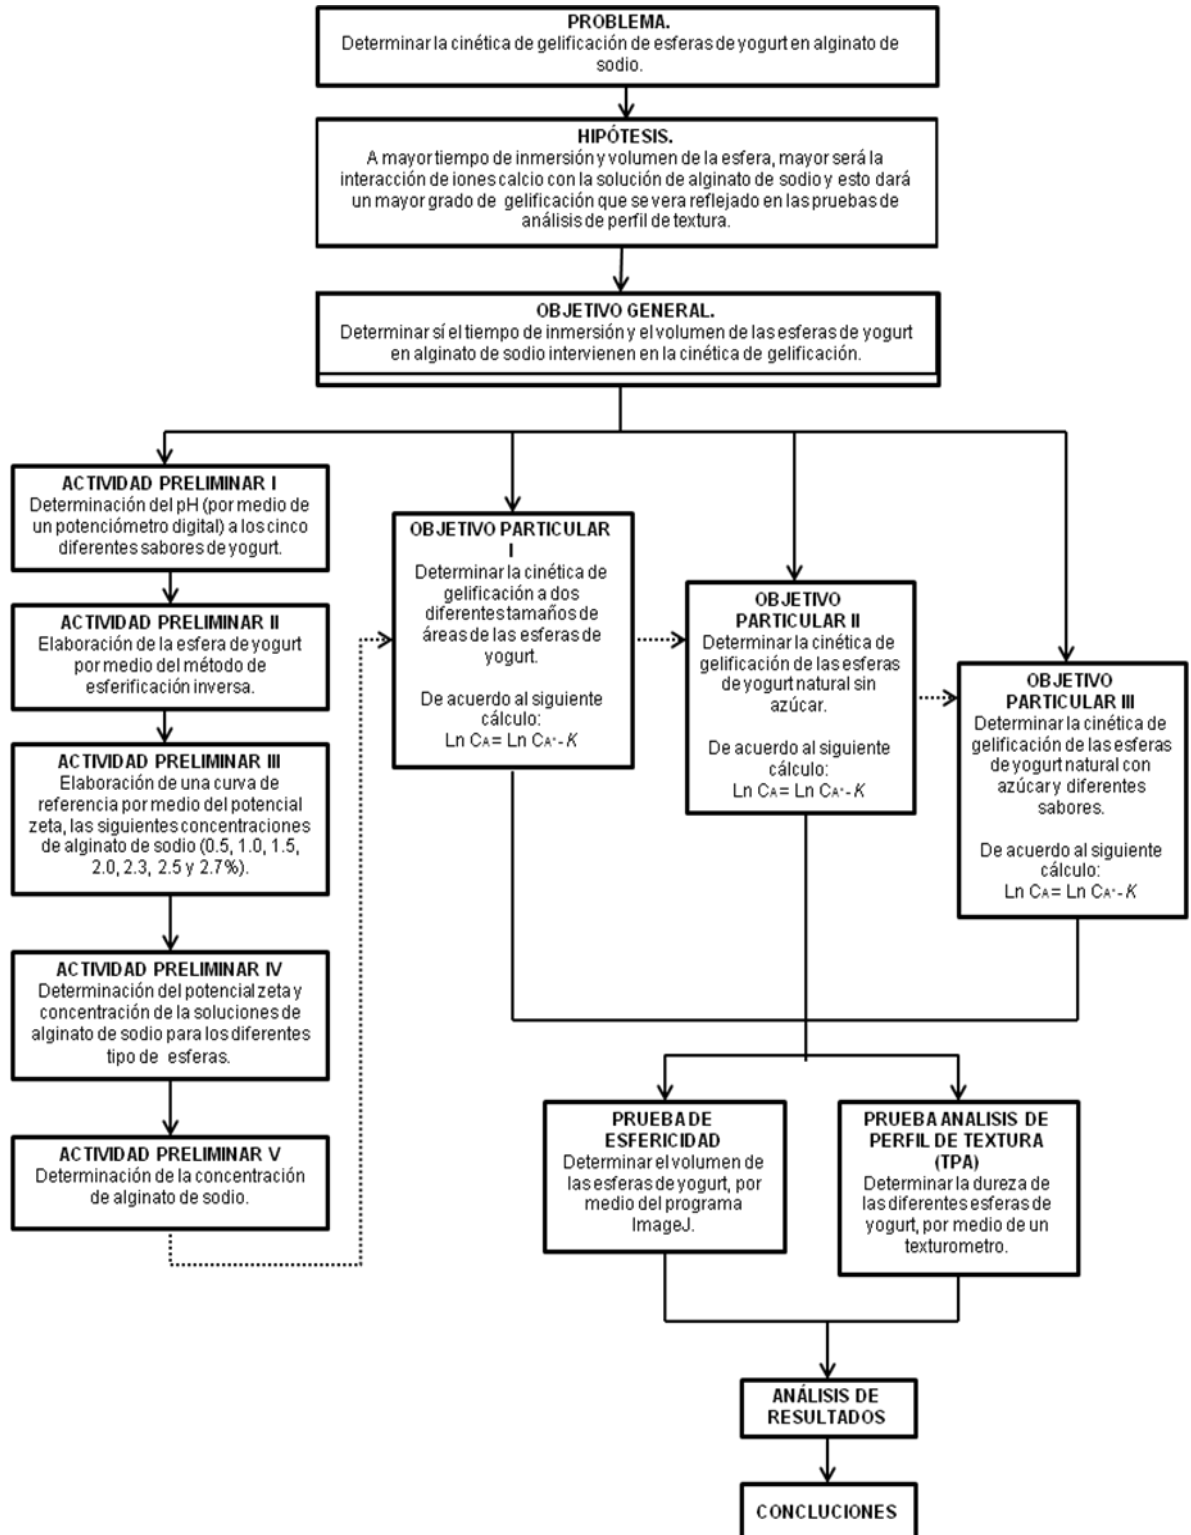 PROBLEMA.
Determinar la cinética de gelificación de esferas de yogurt en alginato de
sodio.
HIPÓTESIS.
A mayor tiempo de inmersión y volumen de la esfera, mayor será la
interacción de iones calcio con la solución de alginato de sodio y esto dará
un mayor grado de gelificación que se vera reflejado en las pruebas de
análisis de perfil de textura.
OBJETIVO GENERAL.
Determinar sí el tiempo de inmersión y el volumen de las esferas de yogurt
en alginato de sodio intervienen en la cinética de gelificación.
ACTIVIDAD PRELIMINAR I
Determinación del pH (por medio de
un potenciómetro digital) a los cinco
diferentes sabores de yogurt.
ACTIVIDAD PRELIMINAR II
Elaboración de la esfera de yogurt
por medio del método de
esferificación inversa.
ACTIVIDAD PRELIMINAR III
Elaboración de una curva de
referencia por medio del potencial
zeta, las siguientes concentraciones
de alginato de sodio (0.5, 1.0, 1.5,
2.0, 2.3, 2.5 y 2.7%).
ACTIVIDAD PRELIMINAR IV
Determinación del potencial zeta y
concentración de la soluciones de
alginato de sodio para los diferentes
tipo de esferas.
ACTIVIDAD PRELIMINAR V
Determinación de la concentración
de alginato de sodio.
OBJETIVO PARTICULAR
I
Determinar la cinética de
gelificación a dos
diferentes tamaños de
áreas de las esferas de
yogurt.
De acuerdo al siguiente
cálculo:
Ln CA= Ln CA°- K
OBJETIVO
PARTICULAR II
Determinar la cinética de
gelificación de las esferas
de yogurt natural sin
azúcar.
De acuerdo al siguiente
cálculo:
Ln CA= Ln CA°- K
OBJETIVO
PARTICULAR III
Determinar la cinética de
gelificación de las esferas
de yogurt natural con
azúcar y diferentes
sabores.
De acuerdo al siguiente
cálculo:
Ln CA= Ln CA°- K
PRUEBA DE
ESFERICIDAD
Determinar el volumen de
las esferas de yogurt, por
medio del programa
ImageJ.
PRUEBA ANALISIS DE
PERFIL DE TEXTURA
(TPA)
Determinar la dureza de
las diferentes esferas de
yogurt, por medio de un
texturometro.
ANÁLISIS DE
RESULTADOS
CONCLUCIONES